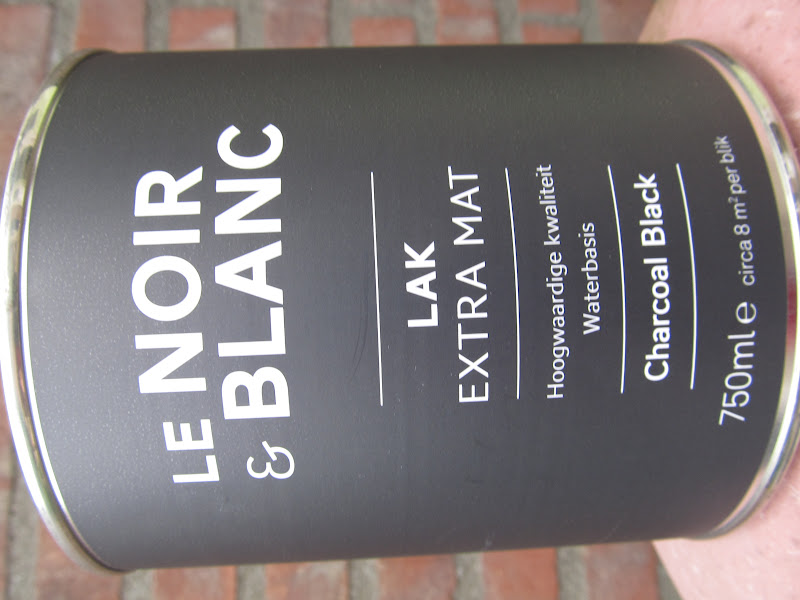 LE NOIR
& BLANC
LAK
EXTRA MAT
Hoogwaardige kwaliteit
Waterbasis
Charcoal Black
750ml ℮ circa 8 m² per blik